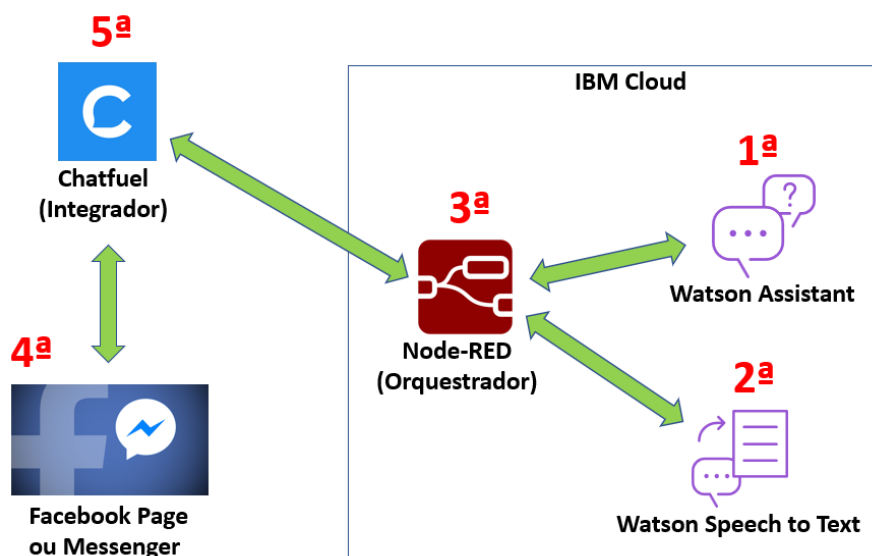 5ª
Chatfuel
(Integrador)
4ª
Facebook Page
ou Messenger
IBM Cloud
3ª
Node-RED
(Orquestrador)
1ª
?
Watson Assistant
2ª
Watson Speech to Text